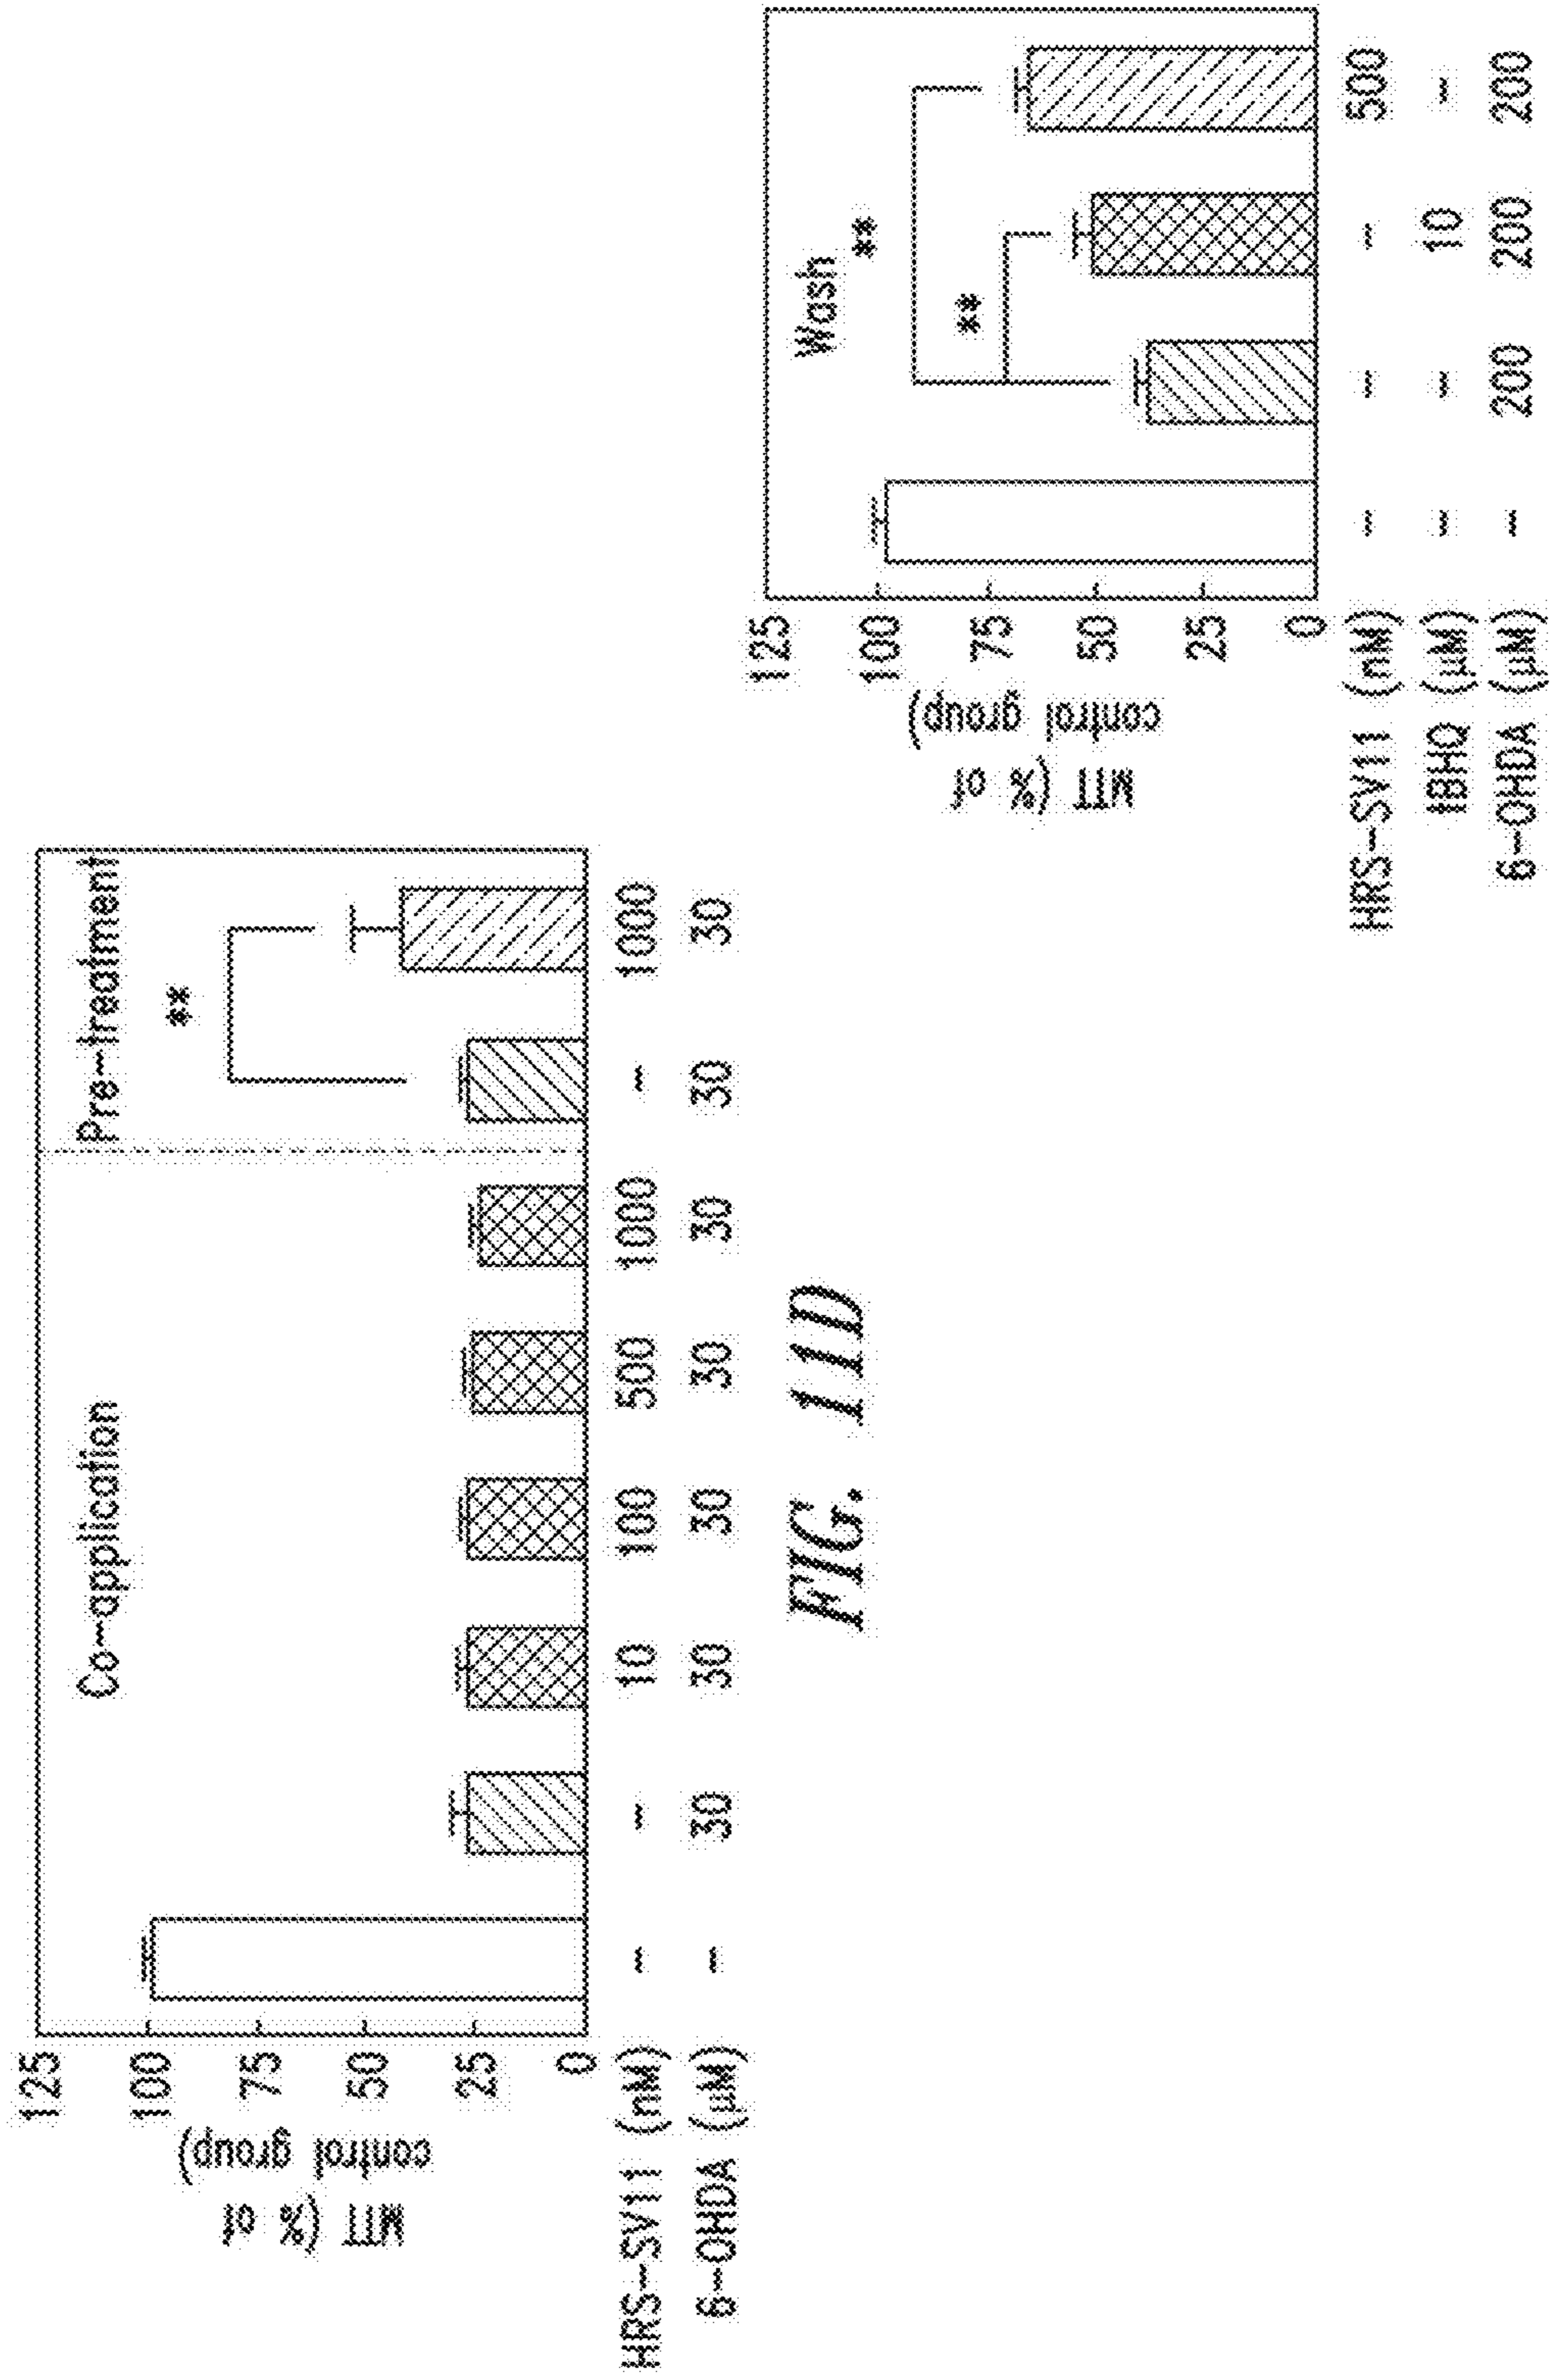 Co-application
Pre-treatment
**
125
100
75
50
25
0
MTT (% of
control group)
HRS-SV11 (nM) - - 10 100 500 1000 - 1000
6-OHDA (μM) - 30 30 30 30 30 30 30
FIG. 11D
Wash
**
**
125
100
75
50
25
0
MTT (% of
control group)
HRS-SV11 (nM) - - - 500
tBHQ (μM) - - 10 -
6-OHDA (μM) - 200 200 200